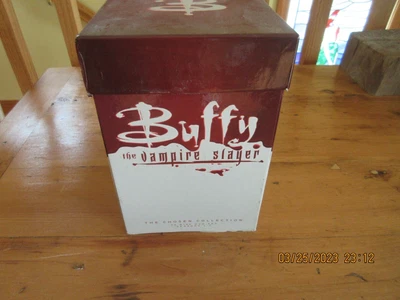 Buffy
the vampire slayer
THE CHOSEN COLLECTION
03/25/2023 23:12